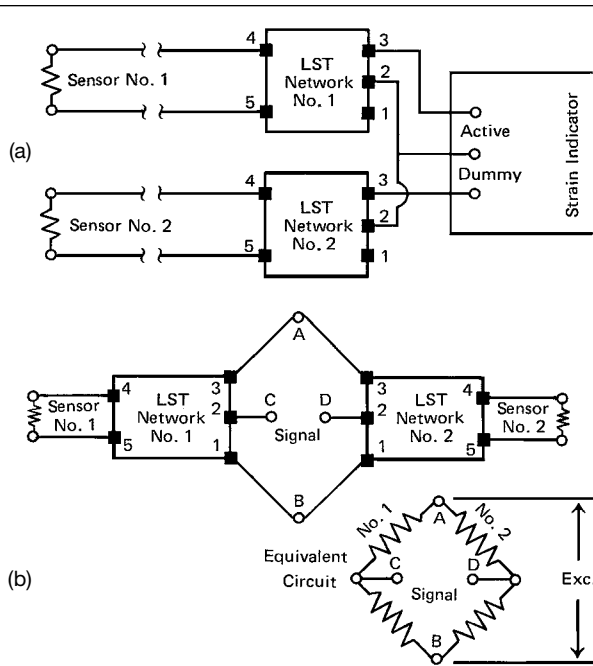 (a)
Sensor No. 1
4
5
LST
Network
No. 1
3
2
1
Active
Dummy
Strain Indicator
Sensor No. 2
4
5
LST
Network
No. 2
3
2
1
(b)
A
Sensor
No. 1
4
5
LST
Network
No. 1
3
2
1
C
D
Signal
3
2
1
LST
Network
No. 2
4
5
Sensor
No. 2
B
Equivalent
Circuit
No. 1
A
No. 2
C
D
Signal
B
Exc.